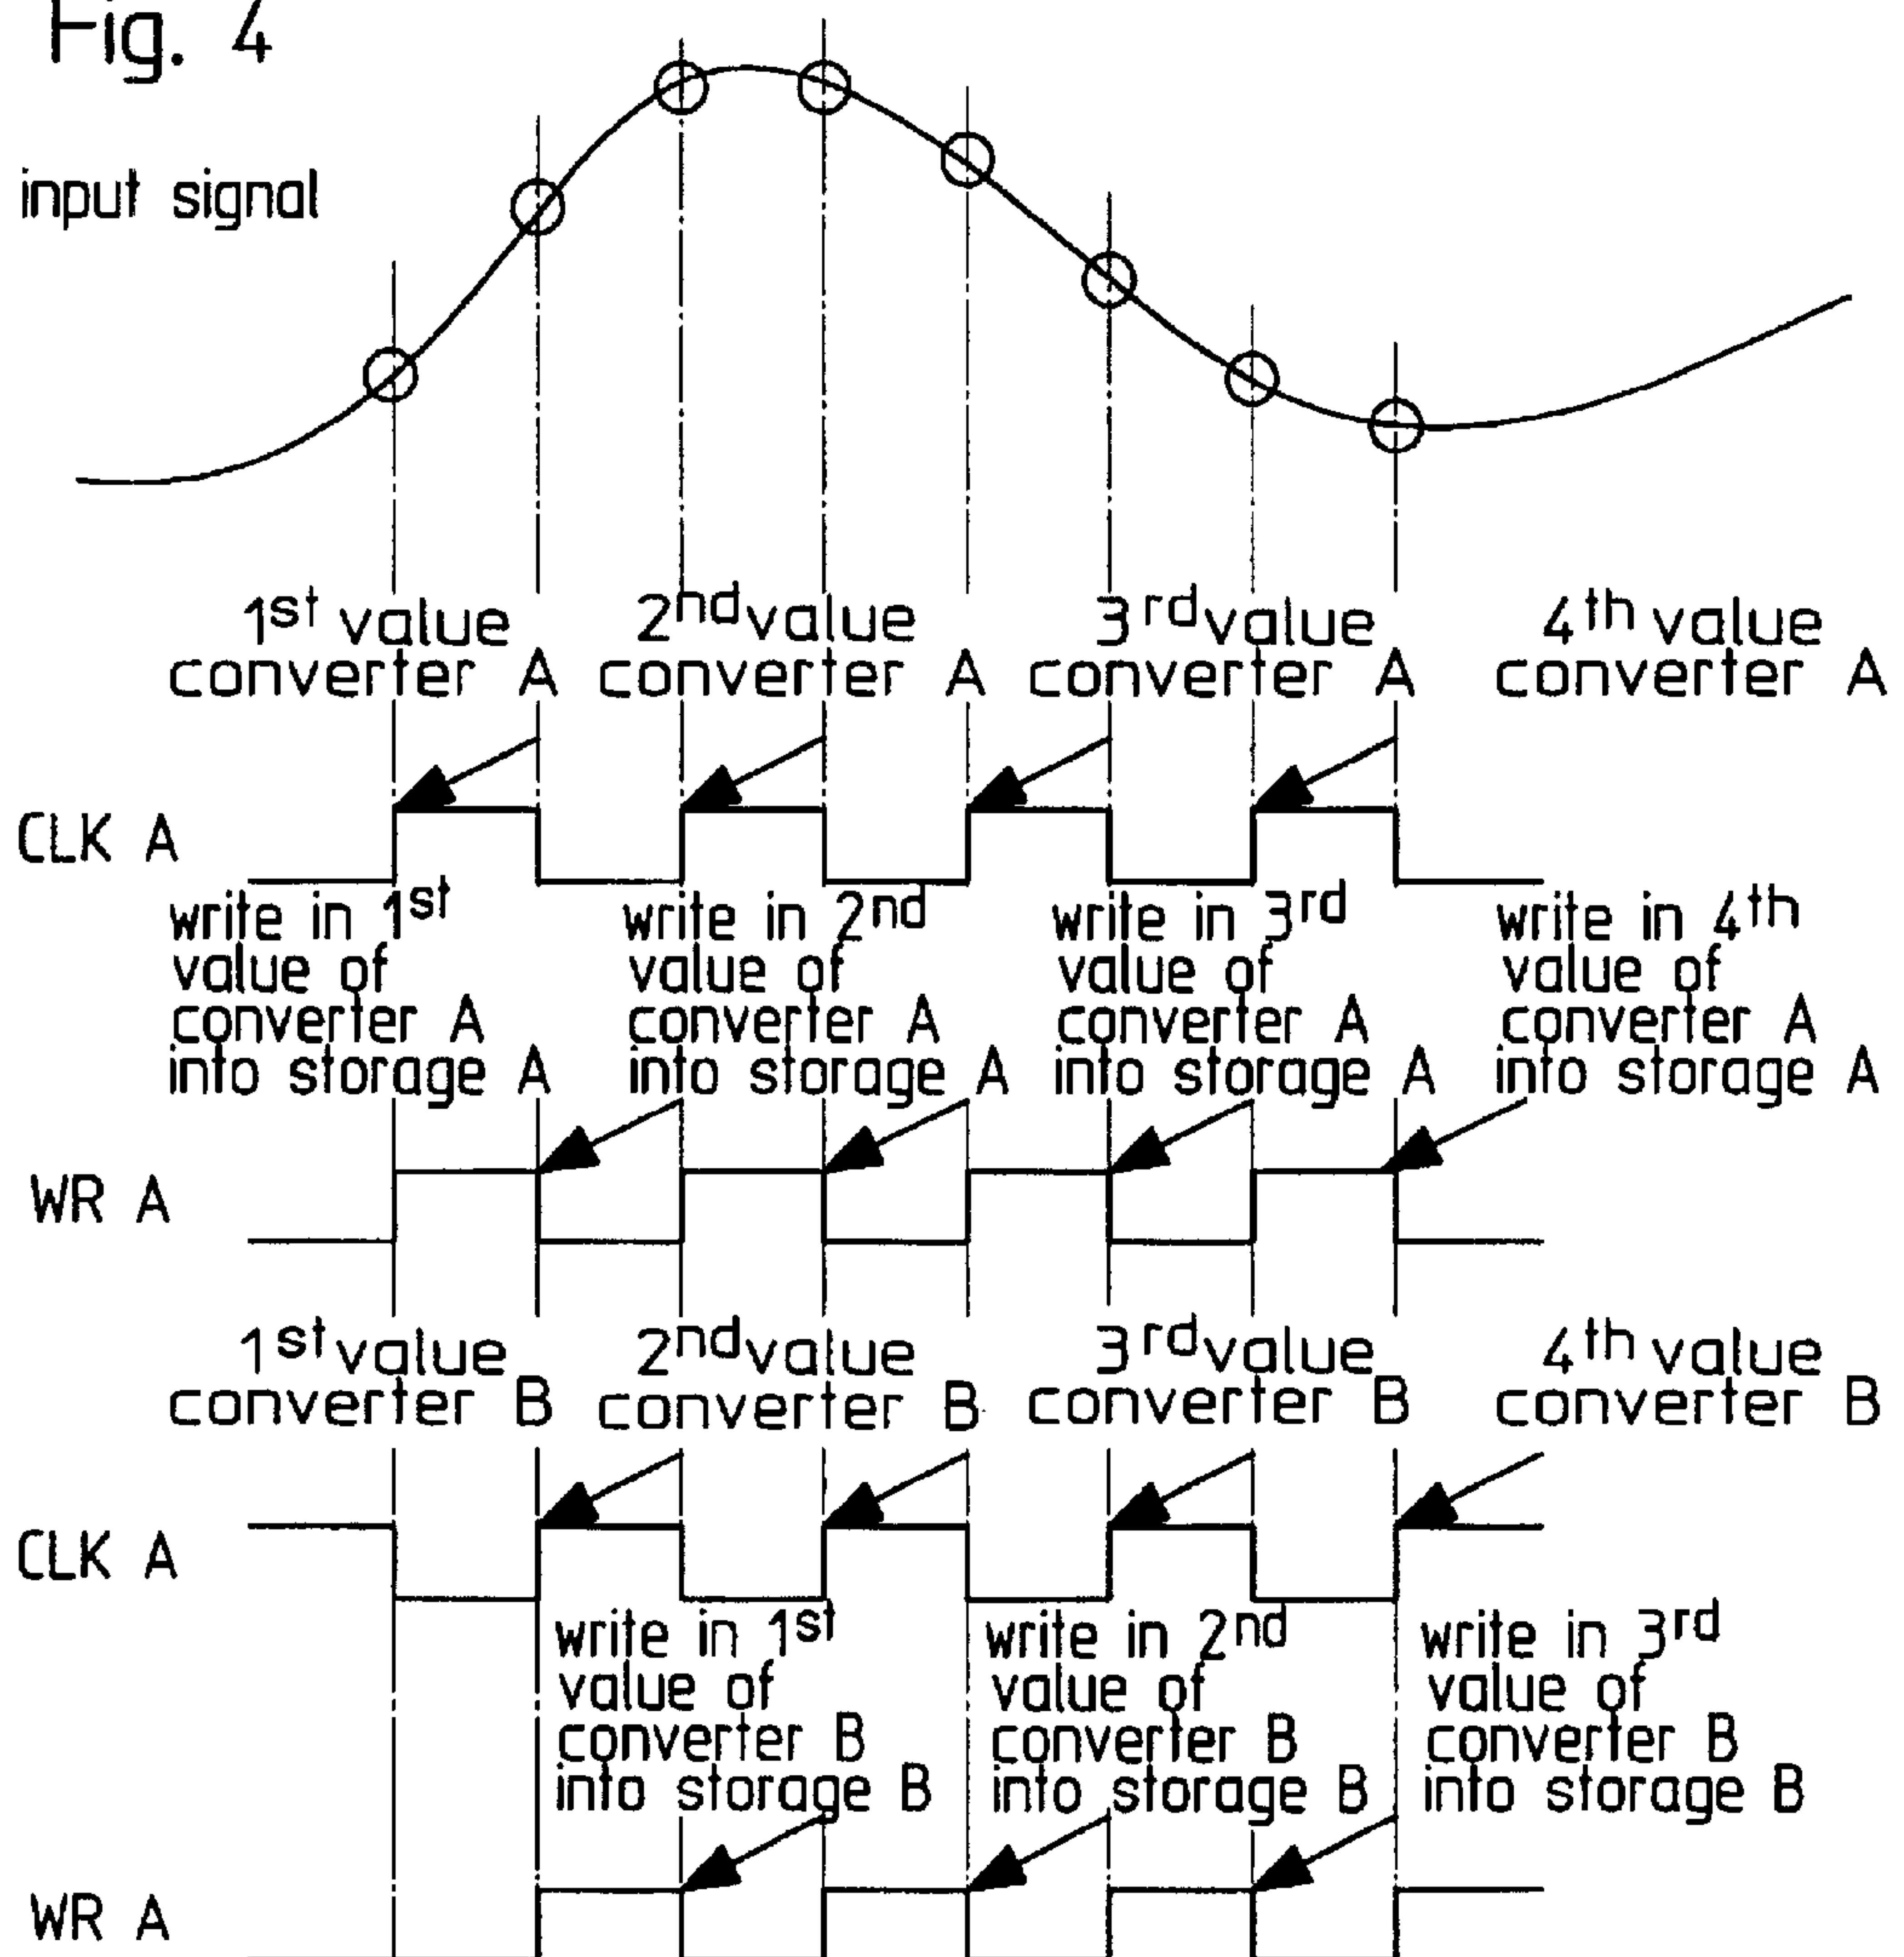 Fig. 4
input signal
1st value 2nd value 3rd value 4th value
converter A converter A converter A converter A
CLK A
write in 1st write in 2nd write in 3rd write in 4th
value of value of value of value of
converter A converter A converter A converter A
into storage A into storage A into storage A into storage A
WR A
1st value 2nd value 3rd value 4th value
converter B converter B converter B converter B
CLK A
write in 1st write in 2nd write in 3rd
value of value of value of
converter B converter B converter B
into storage B into storage B into storage B
WR A